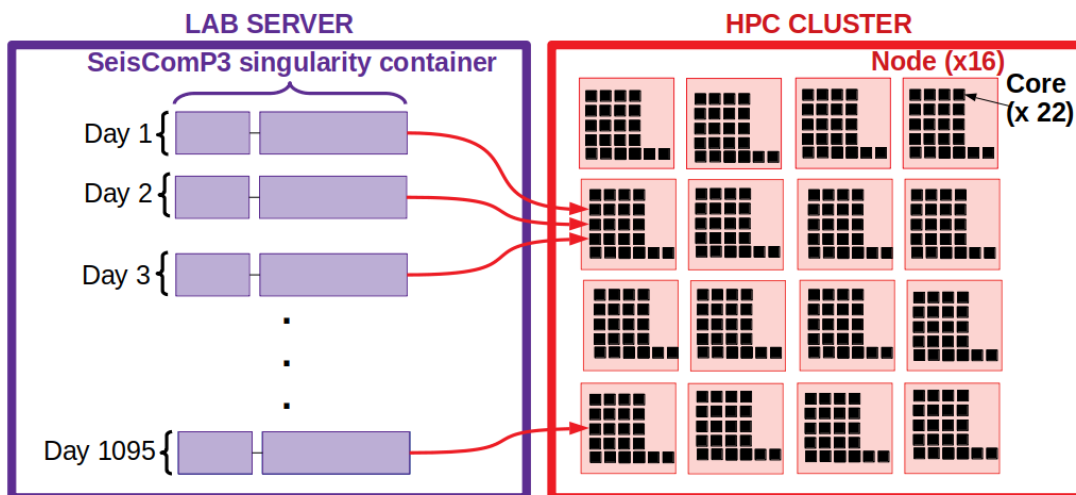 LAB SERVER
SeisComP3 singularity container
Day 1
Day 2
Day 3
.
.
.
Day 1095
HPC CLUSTER
Node (x16)
Core
(x 22)